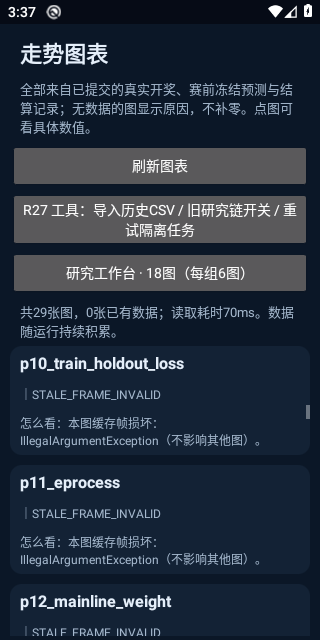 3:37
走势图表
全部来自已提交的真实开奖、赛前冻结预测与结
算记录；无数据的图显示原因，不补零。点图可
看具体数值。
刷新图表
R27 工具：导入历史CSV / 旧研究链开关 / 重
试隔离任务
研究工作台 · 18图（每组6图）
共29张图，0张已有数据；读取耗时70ms。数据
随运行持续积累。
p10_train_holdout_loss
｜STALE_FRAME_INVALID
怎么看：本图缓存帧损坏：
IllegalArgumentException（不影响其他图）。
p11_eprocess
｜STALE_FRAME_INVALID
怎么看：本图缓存帧损坏：
IllegalArgumentException（不影响其他图）。
p12_mainline_weight
｜STALE_FRAME_INVALID